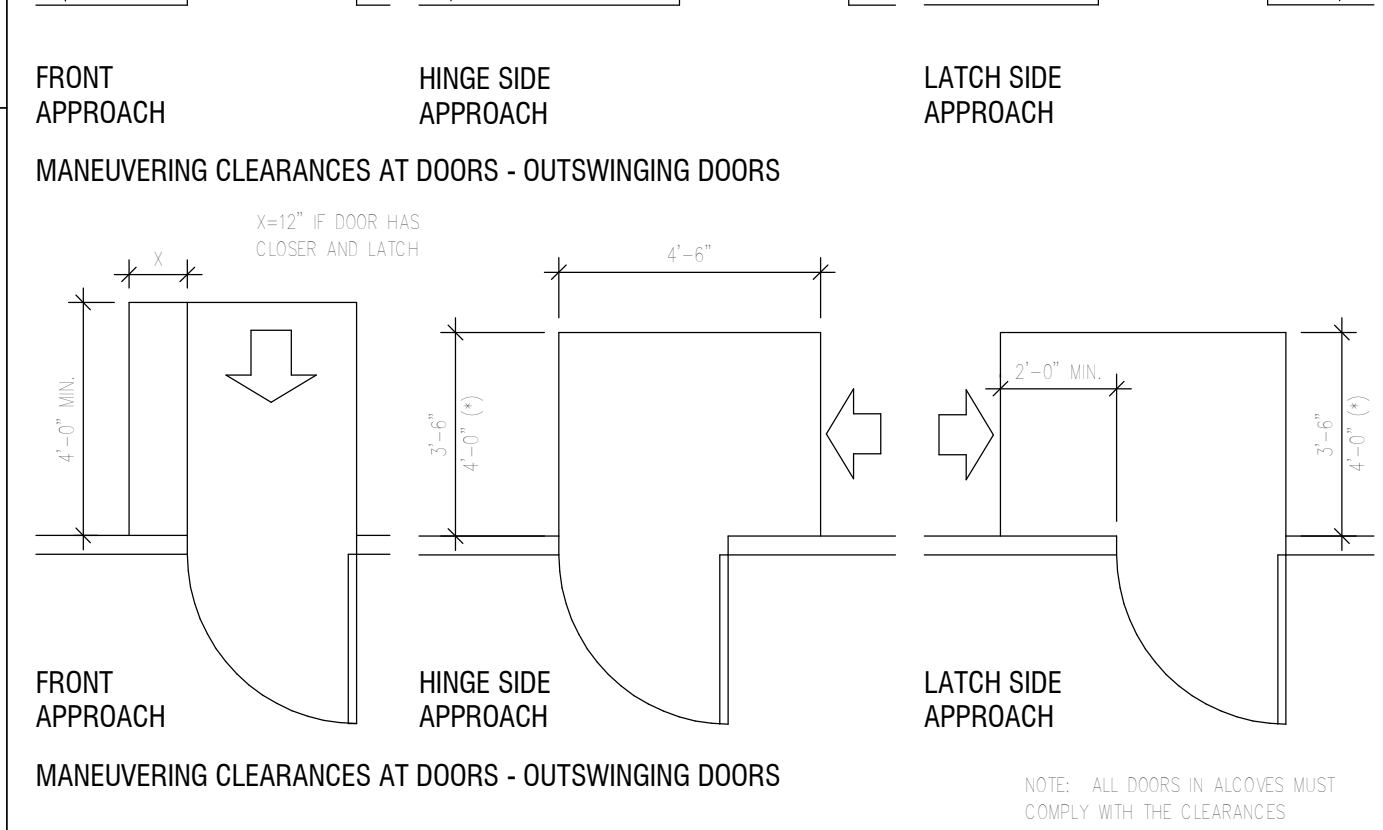 FRONT
APPROACH
HINGE SIDE
APPROACH
LATCH SIDE
APPROACH
MANEUVERING CLEARANCES AT DOORS - OUTSWINGING DOORS
X=12" IF DOOR HAS
CLOSER AND LATCH
X
4'-0" MIN.
4'-6"
3'-6"
4'-0" (*)
2'-0" MIN.
3'-6"
4'-0" (*)
FRONT
APPROACH
HINGE SIDE
APPROACH
LATCH SIDE
APPROACH
MANEUVERING CLEARANCES AT DOORS - OUTSWINGING DOORS
NOTE: ALL DOORS IN ALCOVES MUST
COMPLY WITH THE CLEARANCES